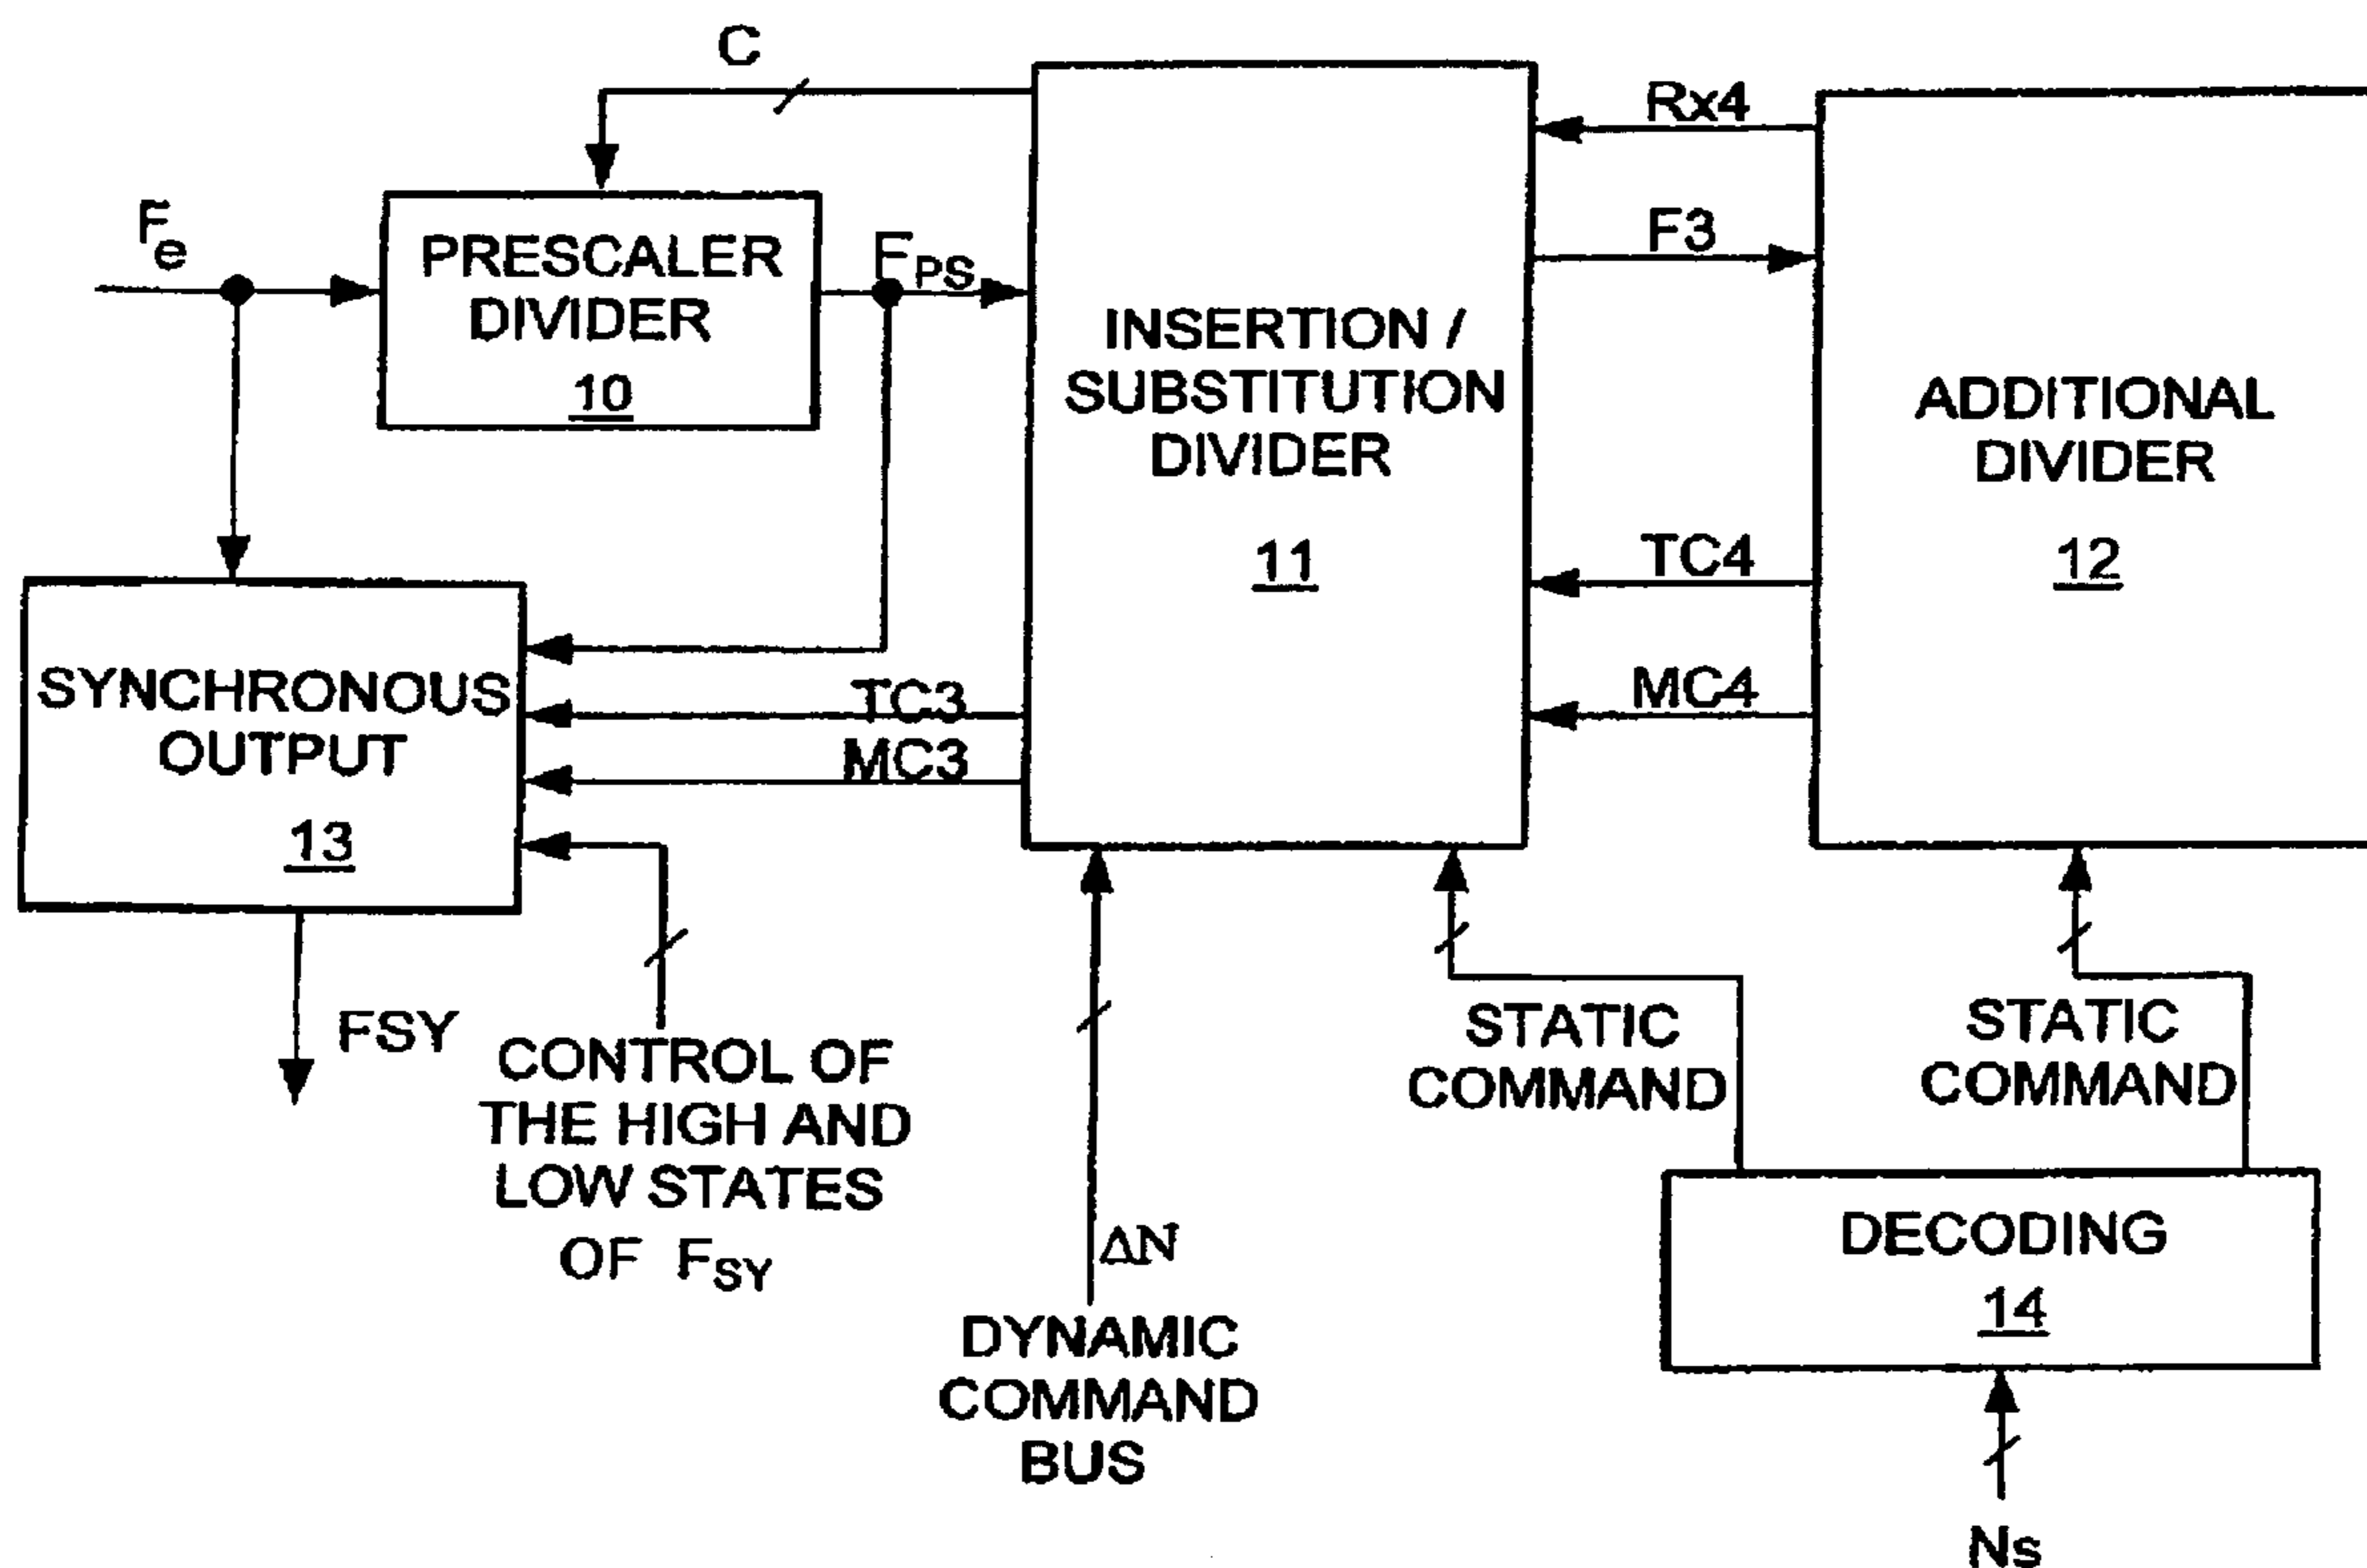 C
Fe
PRESCALER
DIVIDER
10
FPS
INSERTION /
SUBSTITUTION
DIVIDER
11
Rx4
F3
TC4
MC4
ADDITIONAL
DIVIDER
12
SYNCHRONOUS
OUTPUT
13
TC3
MC3
FSY
CONTROL OF
THE HIGH AND
LOW STATES
OF FSY
ΔN
DYNAMIC
COMMAND
BUS
STATIC
COMMAND
STATIC
COMMAND
DECODING
14
Ns